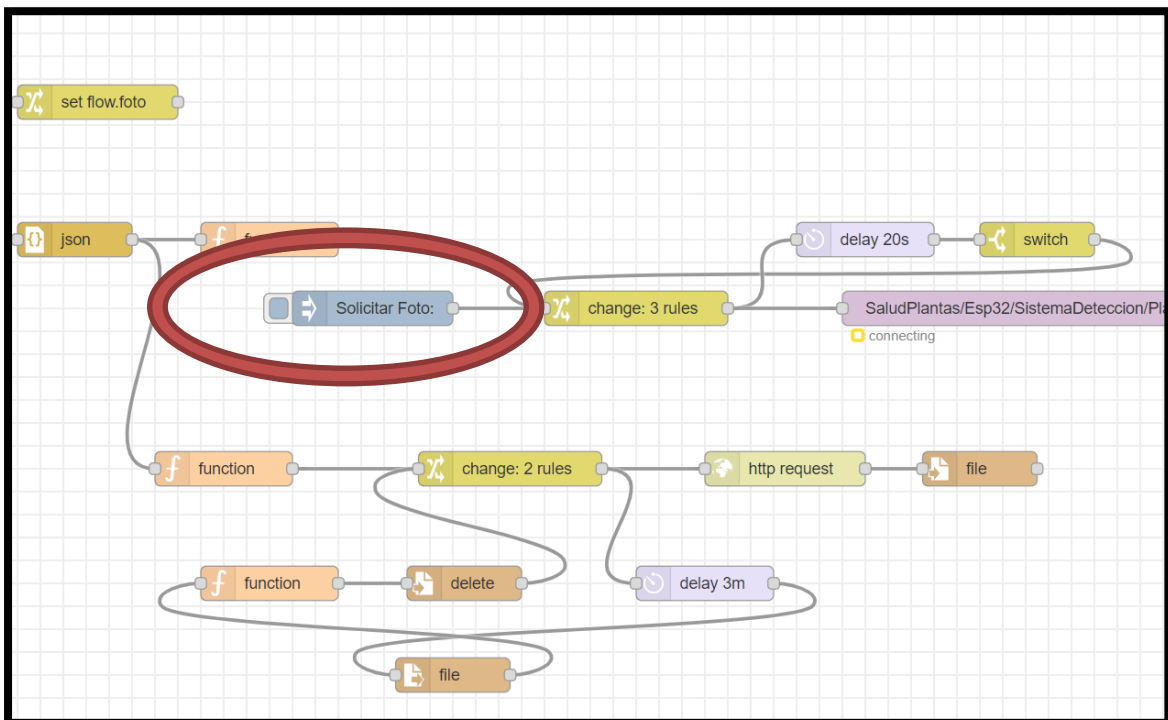 set flow.foto
json
delay 20s
switch
Solicitar Foto:
change: 3 rules
SaludPlantas/Esp32/SistemaDeteccion/
connecting
function
change: 2 rules
http request
file
function
delete
delay 3m
file